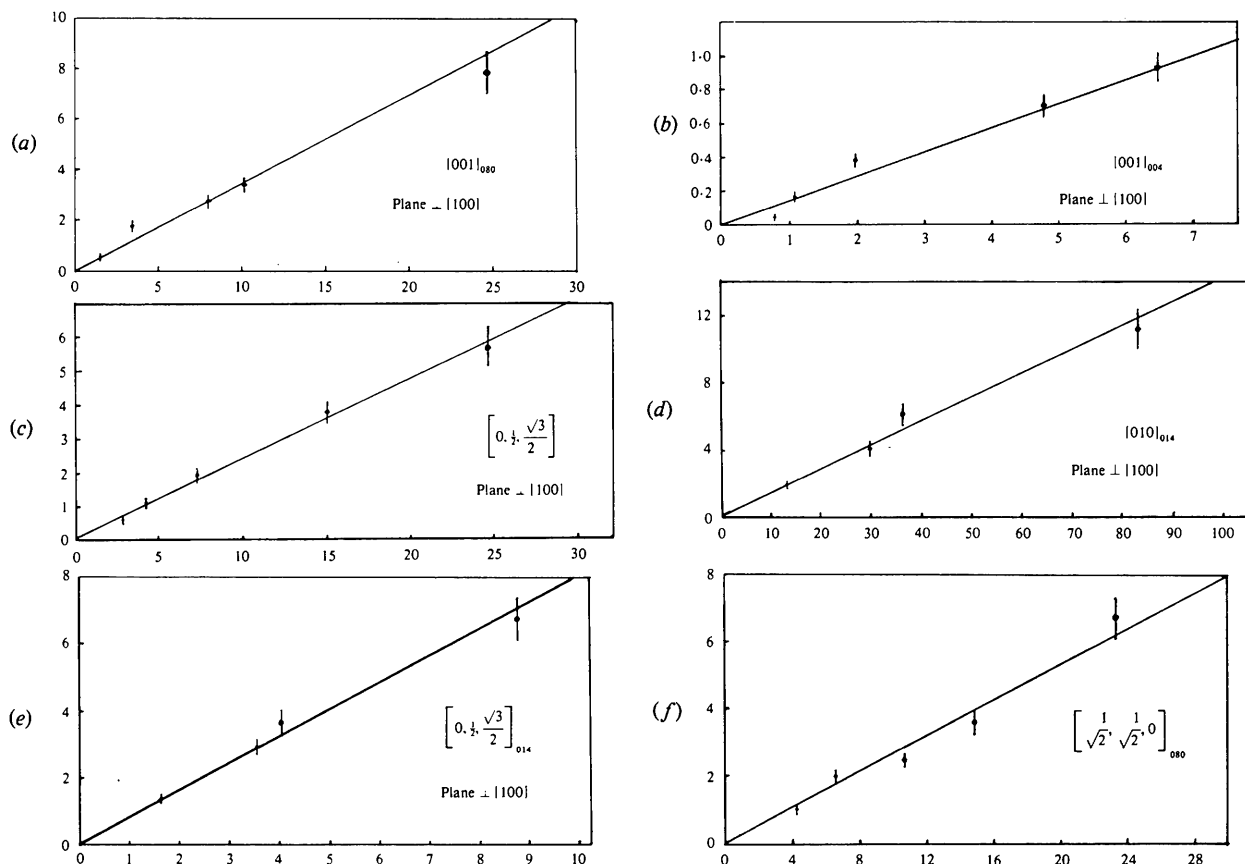 (a)
10
8
6
4
2
0
|001|₀₈₀
Plane ⊥ |100|
0 5 10 15 20 25 30
(b)
1·0
0·8
0·6
0·4
0·2
0
|001|₀₀₄
Plane ⊥ |100|
0 1 2 3 4 5 6 7
(c)
6
5
4
3
2
1
0
[0, ½, √3/2]
Plane ⊥ |100|
0 5 10 15 20 25 30
(d)
12
8
4
0
|010|₀₁₄
Plane ⊥ |100|
0 10 20 30 40 50 60 70 80 90 100
(e)
8
6
4
2
0
[0, ½, √3/2]₀₁₄
Plane ⊥ |100|
0 1 2 3 4 5 6 7 8 9 10
(f)
8
6
4
2
0
[1/√2, 1/√2, 0]₀₈₀
0 4 8 12 16 20 24 28